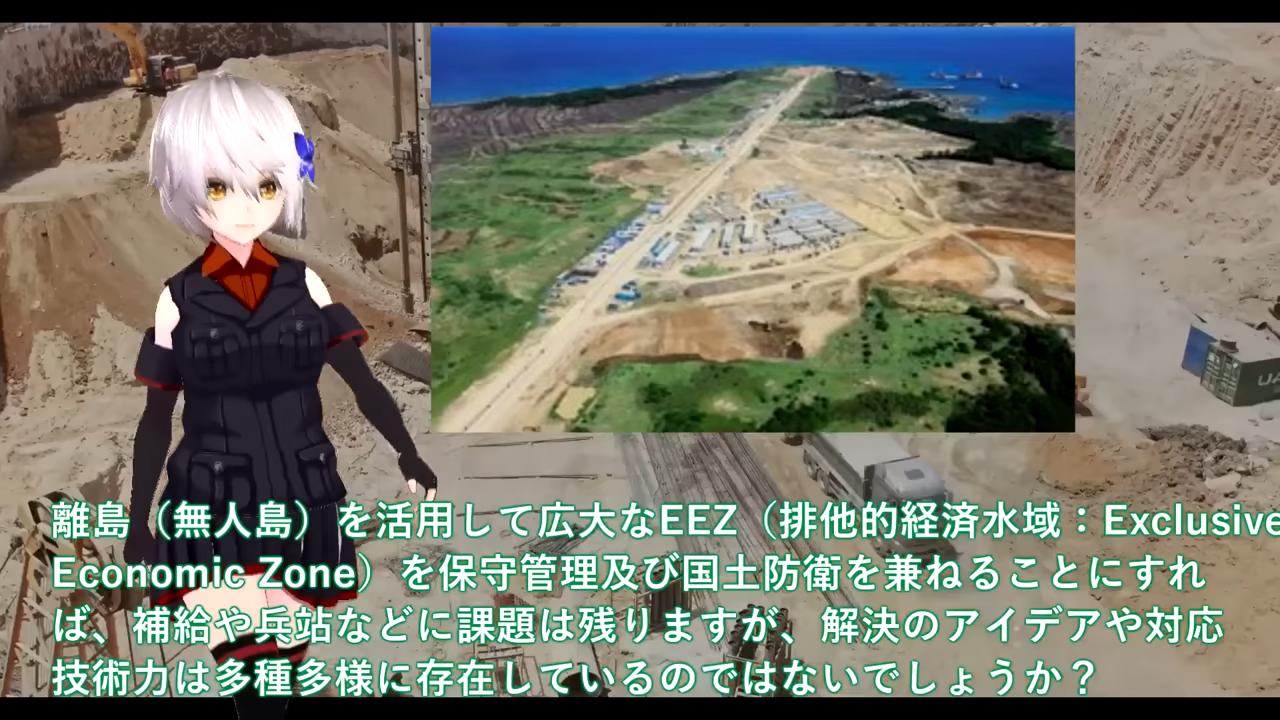 離島（無人島）を活用して広大なEEZ（排他的経済水域：Exclusive
Economic Zone）を保守管理及び国土防衛を兼ねることにすれ
ば、補給や兵站などに課題は残りますが、解決のアイデアや対応
技術力は多種多様に存在しているのではないでしょうか？